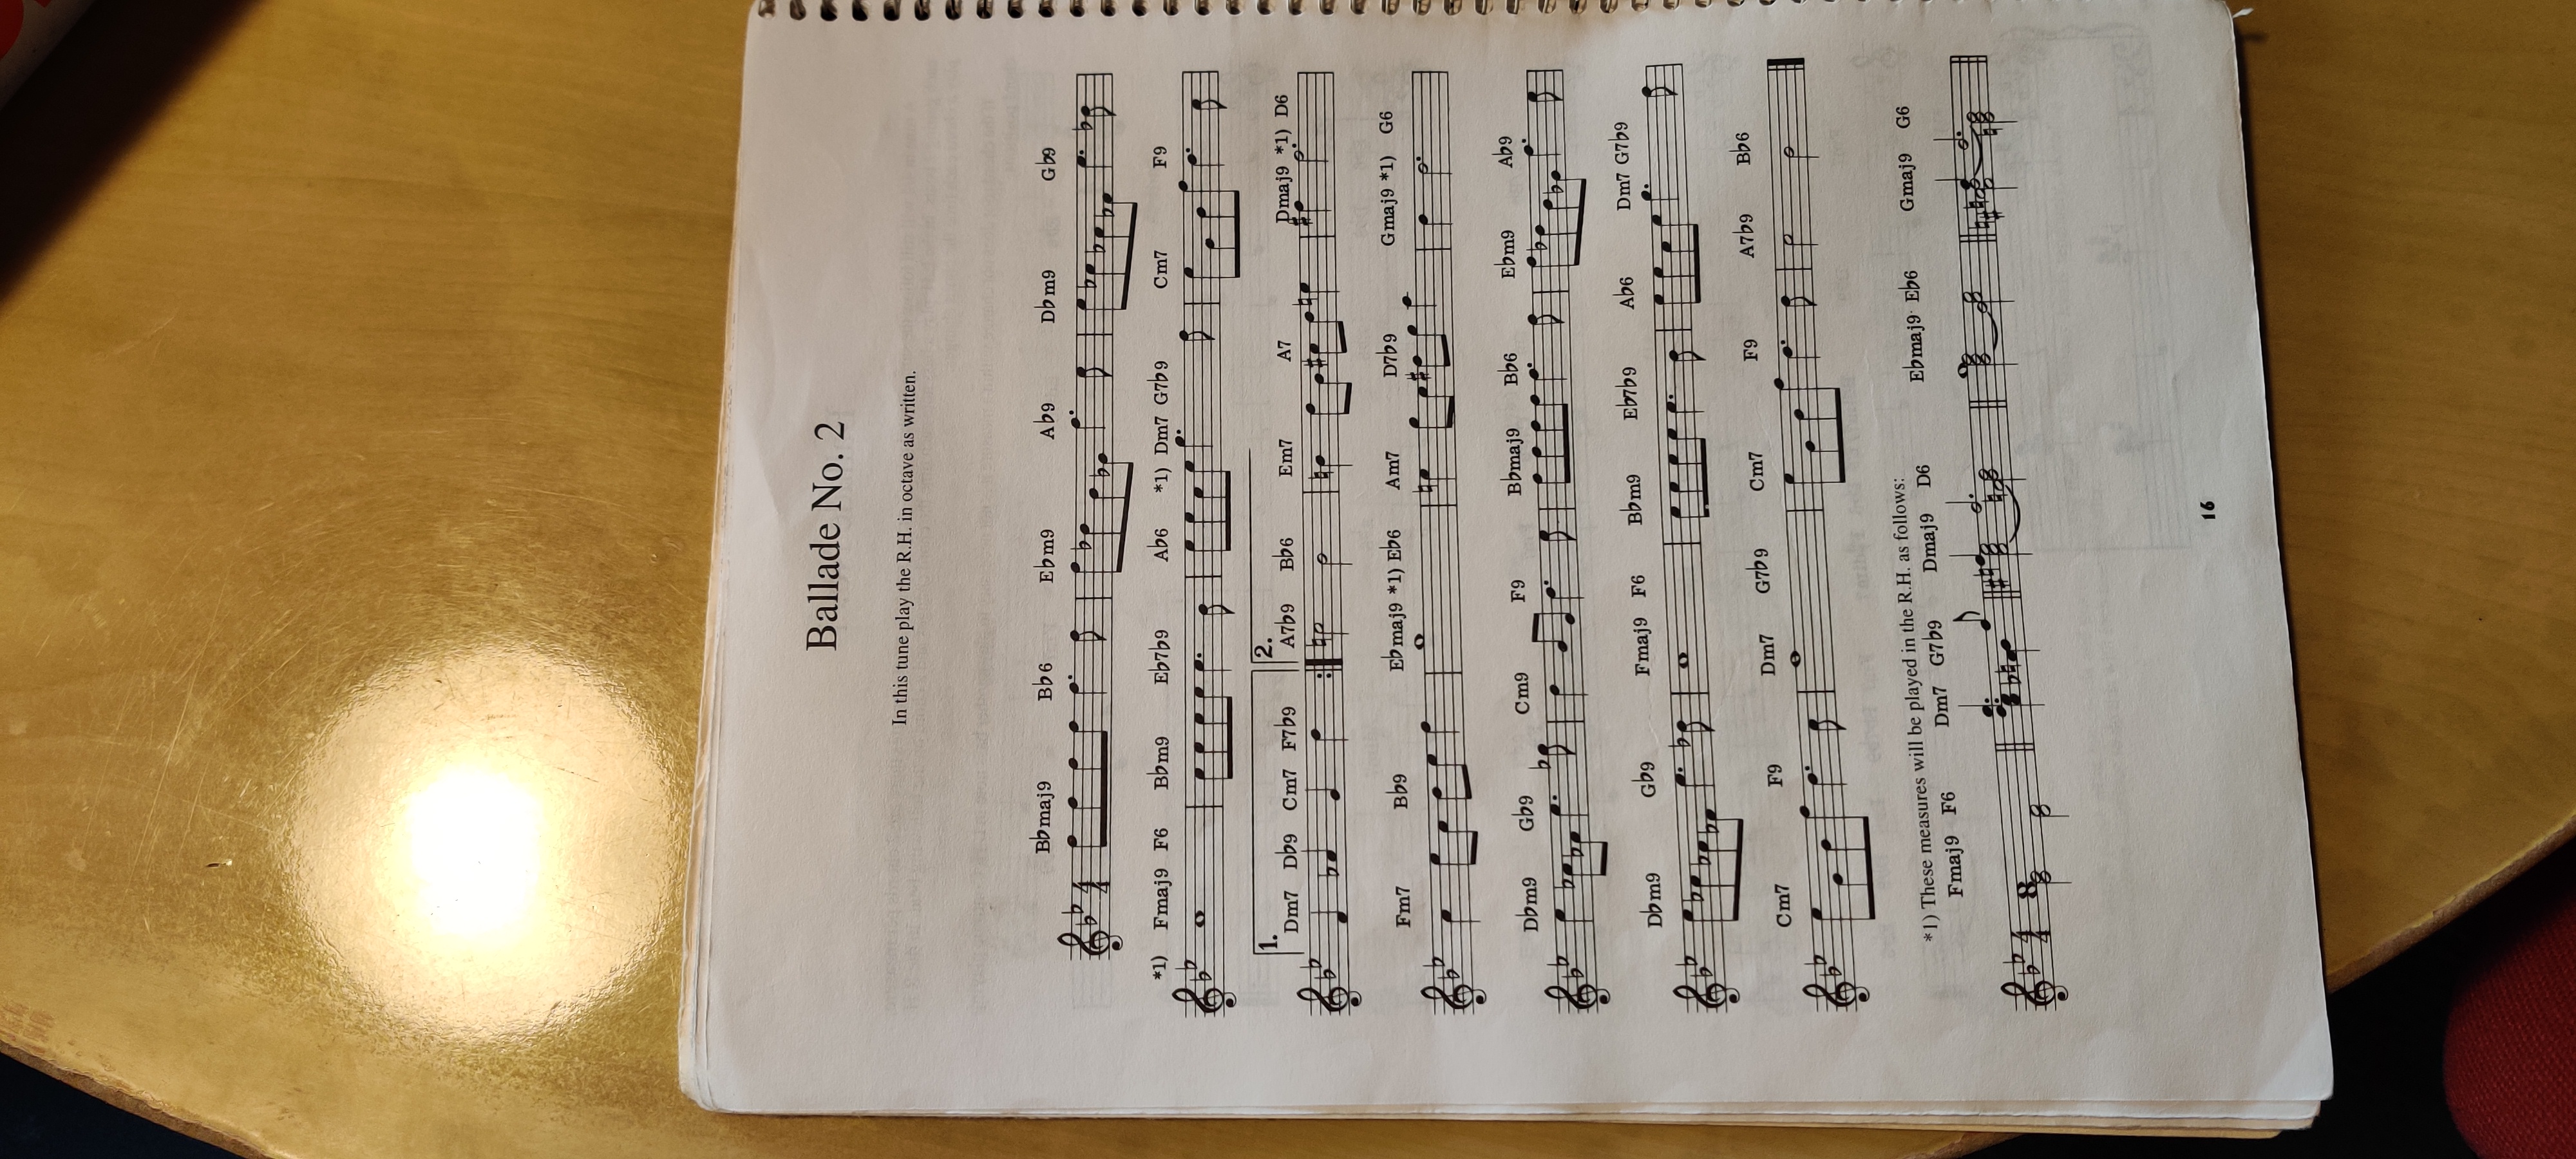 Ballade No. 2
In this tune play the R.H. in octave as written.
B♭maj9 B♭6 E♭m9 A♭9 D♭m9 G♭9
4
4
*1) Fmaj9 F6 B♭m9 E♭7♭9 A♭6 *1) Dm7 G7♭9 Cm7 F9
1. 2.
Dm7 D♭9 Cm7 F7♭9 A7♭9 B♭6 Em7 A7 Dmaj9 *1) D6
Fm7 B♭9 E♭maj9 *1) E♭6 Am7 D7♭9 Gmaj9 *1) G6
D♭m9 G♭9 Cm9 F9 B♭maj9 B♭6 E♭m9 A♭9
D♭m9 G♭9 Fmaj9 F6 B♭m9 E♭7♭9 A♭6 Dm7 G7♭9
Cm7 F9 Dm7 G7♭9 Cm7 F9 A7♭9 B♭6
*1) These measures will be played in the R.H. as follows:
Fmaj9 F6 Dm7 G7♭9 Dmaj9 D6 E♭maj9 E♭6 Gmaj9 G6
4
4
16